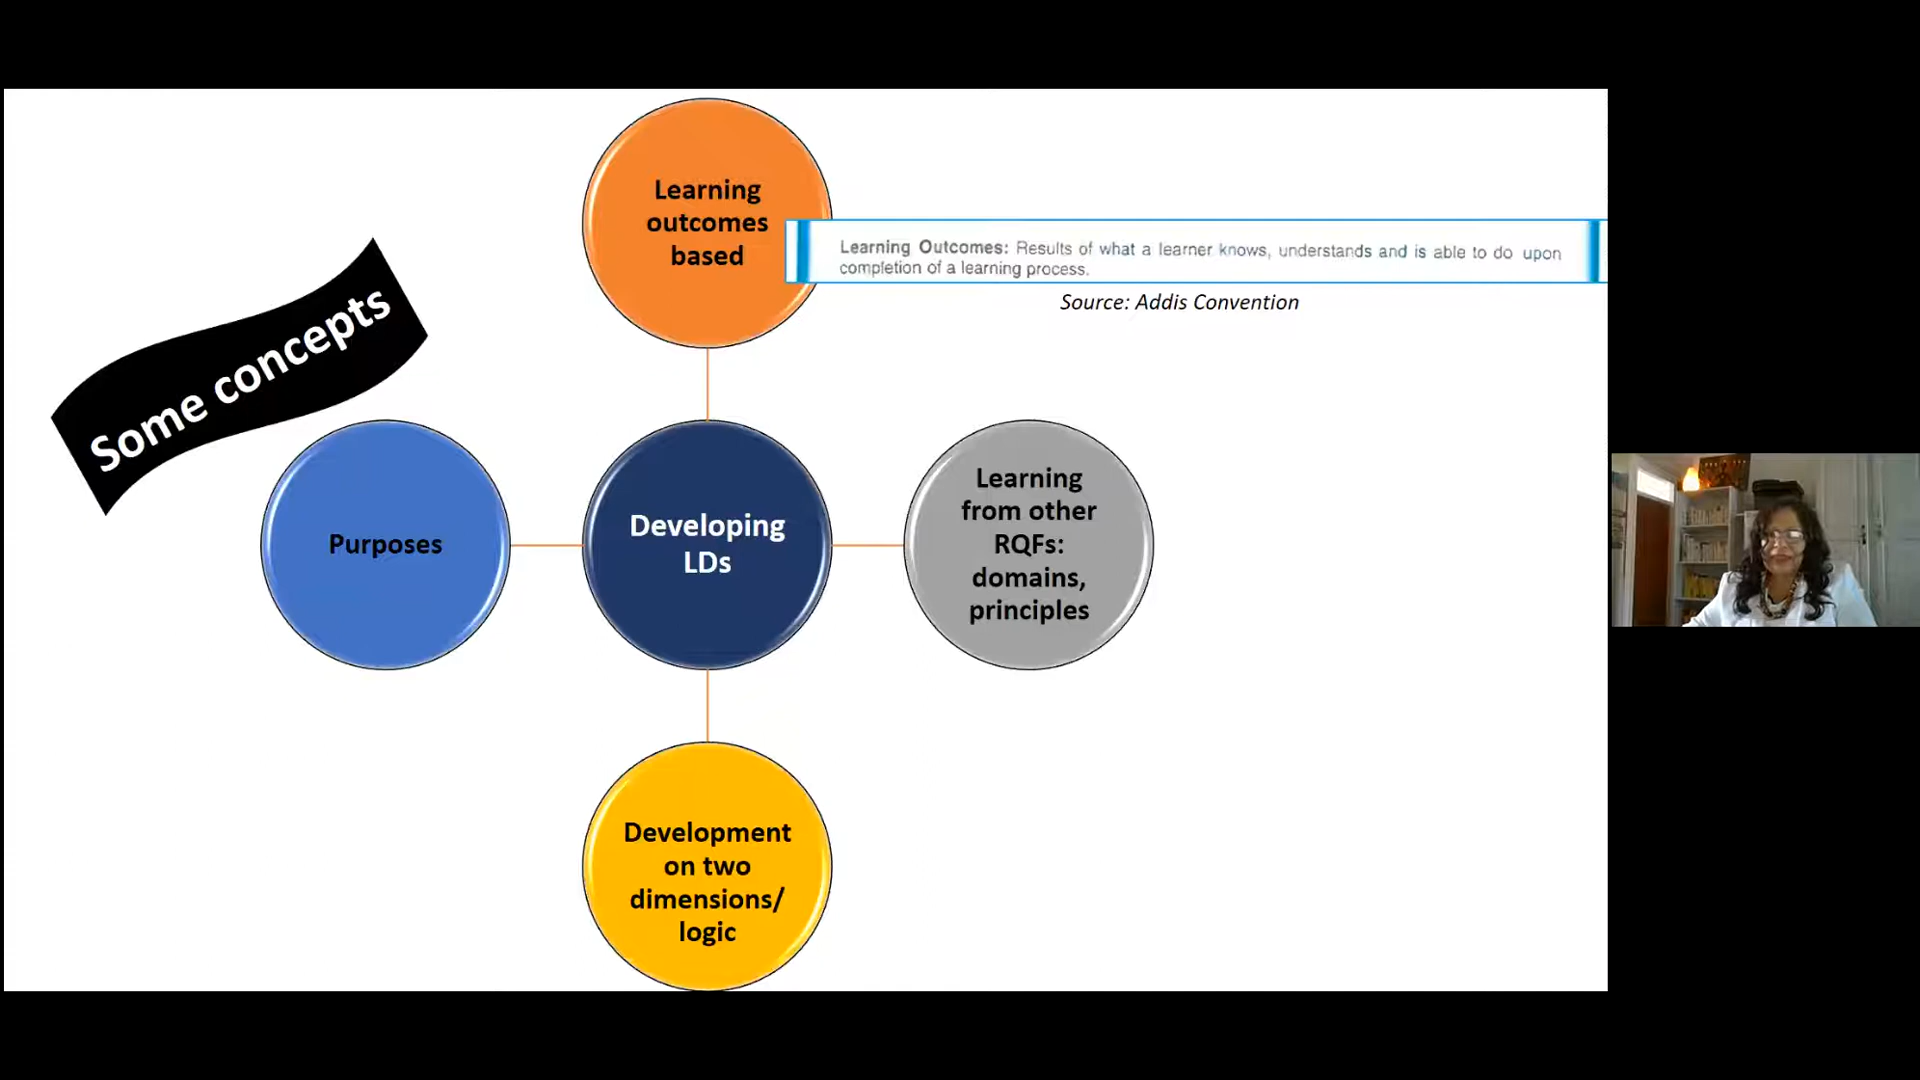 Some concepts
Learning
outcomes
based
Learning Outcomes: Results of what a learner knows, understands and is able to do upon
completion of a learning process.
Source: Addis Convention
Purposes
Developing
LDs
Learning
from other
RQFs:
domains,
principles
Development
on two
dimensions/
logic